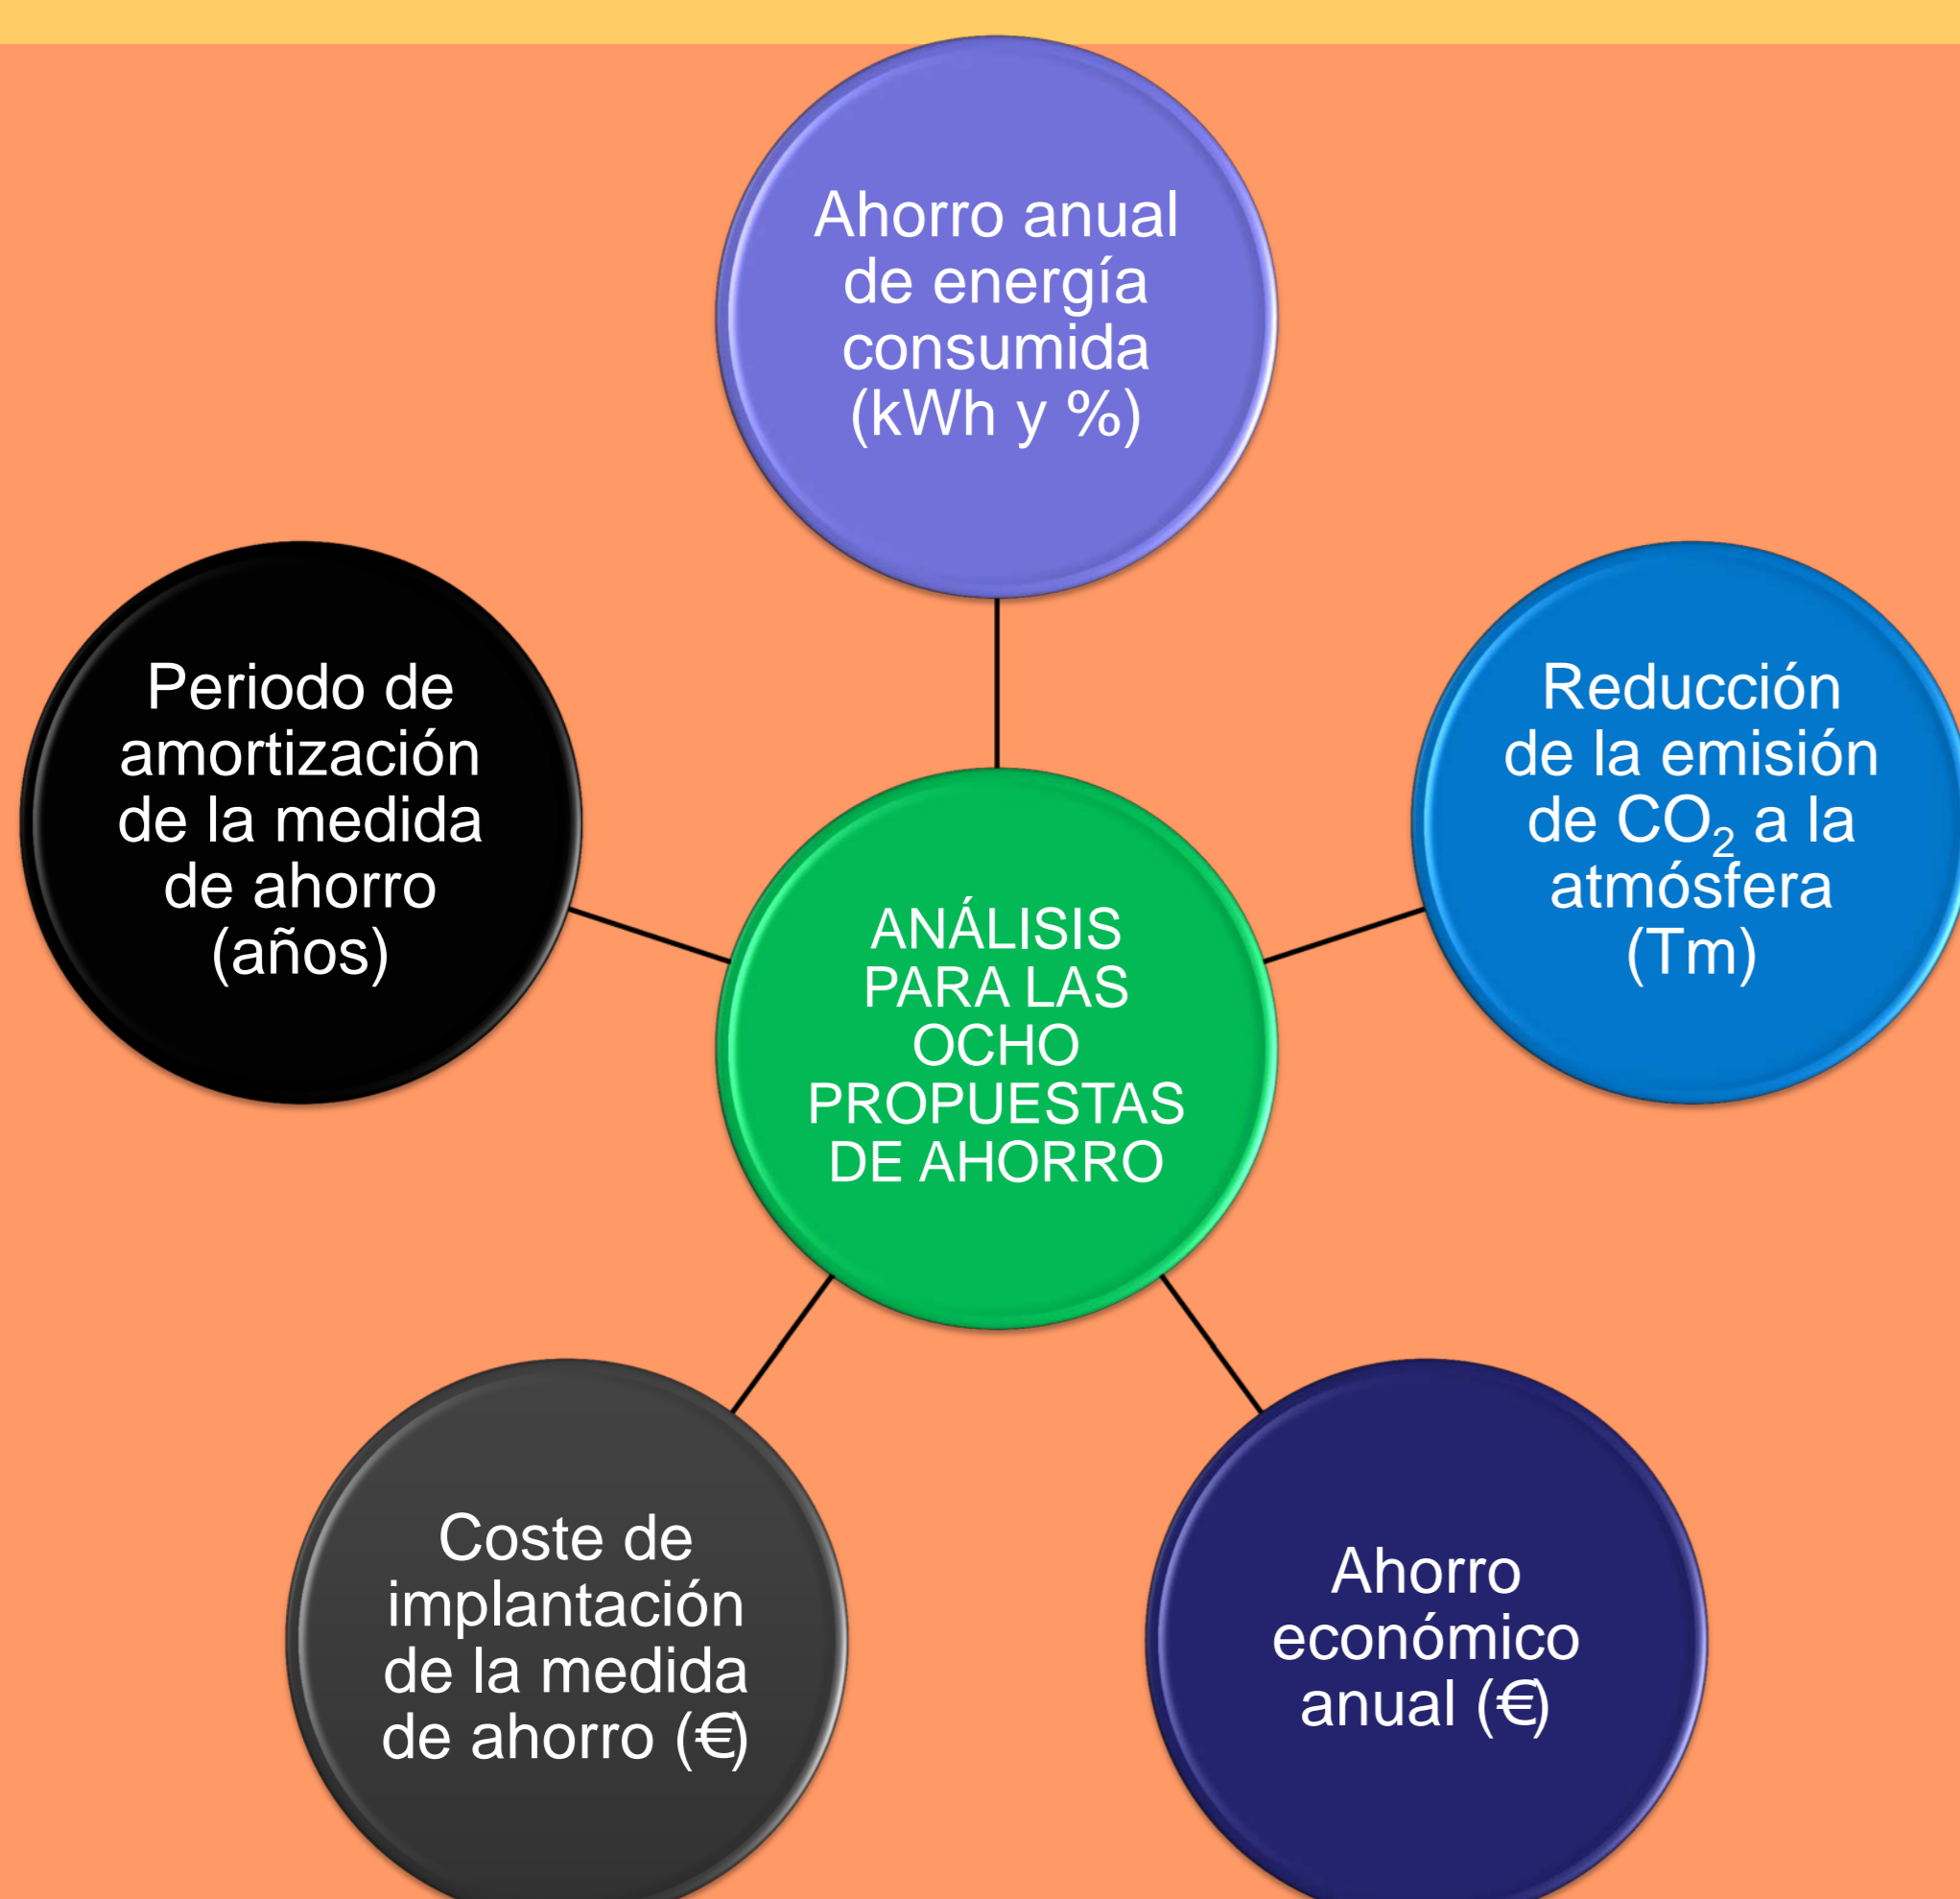 Ahorro anual
de energía
consumida
(kWh y %)
Periodo de
amortización
de la medida
de ahorro
(años)
Reducción
de la emisión
de CO₂ a la
atmósfera
(Tm)
ANÁLISIS
PARA LAS
OCHO
PROPUESTAS
DE AHORRO
Coste de
implantación
de la medida
de ahorro (€)
Ahorro
económico
anual (€)